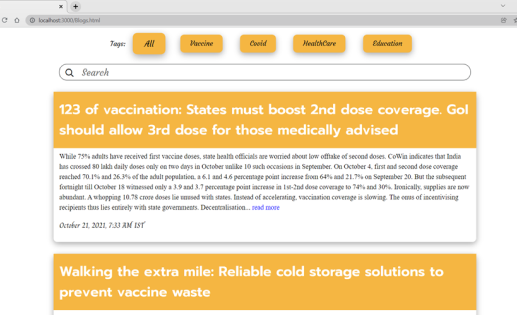 localhost:3000/Blogs.html
Tags: All Vaccine Covid HealthCare Education
Search
123 of vaccination: States must boost 2nd dose coverage. GoI
should allow 3rd dose for those medically advised
While 75% adults have received first vaccine doses, state health officials are worried about low offtake of second doses. CoWin indicates that India
has crossed 80 lakh daily doses only on two days in October unlike 10 such occasions in September. On October 4, first and second dose coverage
reached 70.1% and 26.3% of the adult population, a 6.1 and 4.6 percentage point increase from 64% and 21.7% on September 20. But the subsequent
fortnight till October 18 witnessed only a 3.9 and 3.7 percentage point increase in 1st-2nd dose coverage to 74% and 30%. Ironically, supplies are now
abundant. A whopping 10.78 crore doses lie unused with states. Instead of accelerating, vaccination coverage is slowing. The onus of incentivising
recipients thus lies entirely with state governments. Decentralisation... read more
October 21, 2021, 7:33 AM IST
Walking the extra mile: Reliable cold storage solutions to
prevent vaccine waste